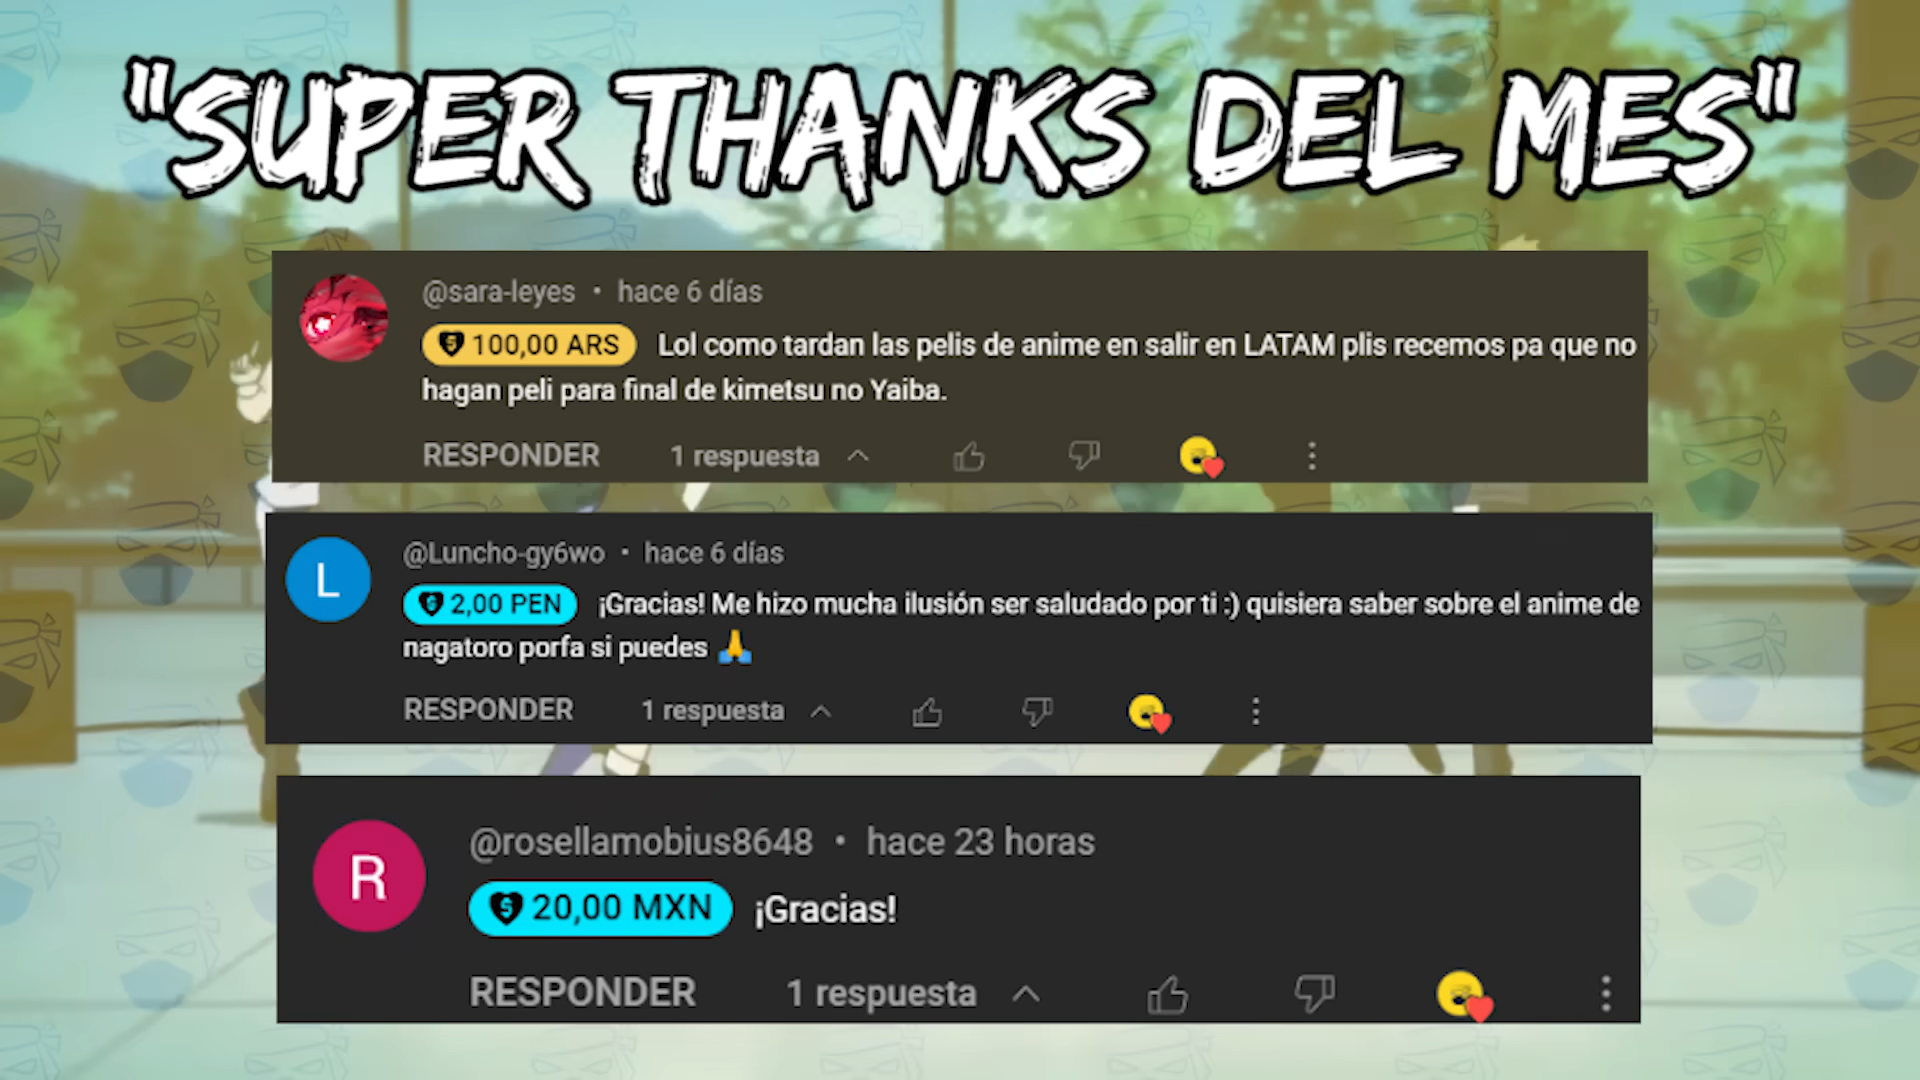 "SUPER THANKS DEL MES"
@sara-leyes • hace 6 días
100,00 ARS Lol como tardan las pelis de anime en salir en LATAM plis recemos pa que no
hagan peli para final de kimetsu no Yaiba.
RESPONDER 1 respuesta
L
@Luncho-gy6wo • hace 6 días
2,00 PEN ¡Gracias! Me hizo mucha ilusión ser saludado por ti :) quisiera saber sobre el anime de
nagatoro porfa si puedes 🙏
RESPONDER 1 respuesta
R
@rosellamobius8648 • hace 23 horas
20,00 MXN ¡Gracias!
RESPONDER 1 respuesta